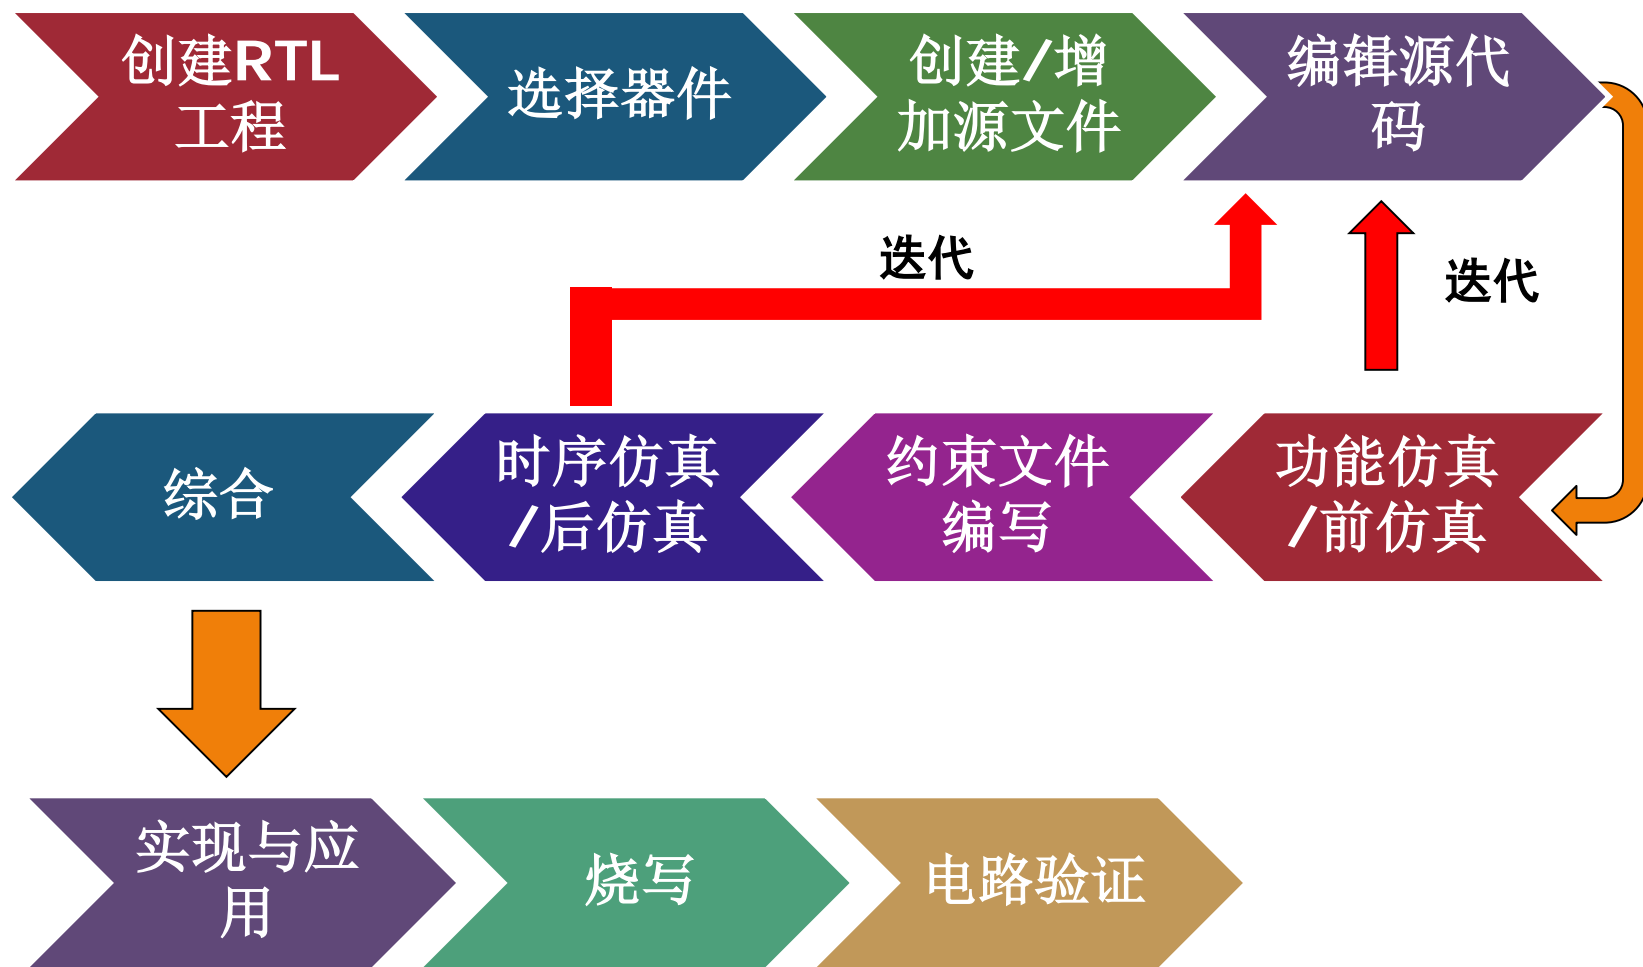 创建RTL
工程
选择器件
创建/增
加源文件
编辑源代
码
迭代
迭代
综合
时序仿真
/后仿真
约束文件
编写
功能仿真
/前仿真
实现与应
用
烧写
电路验证